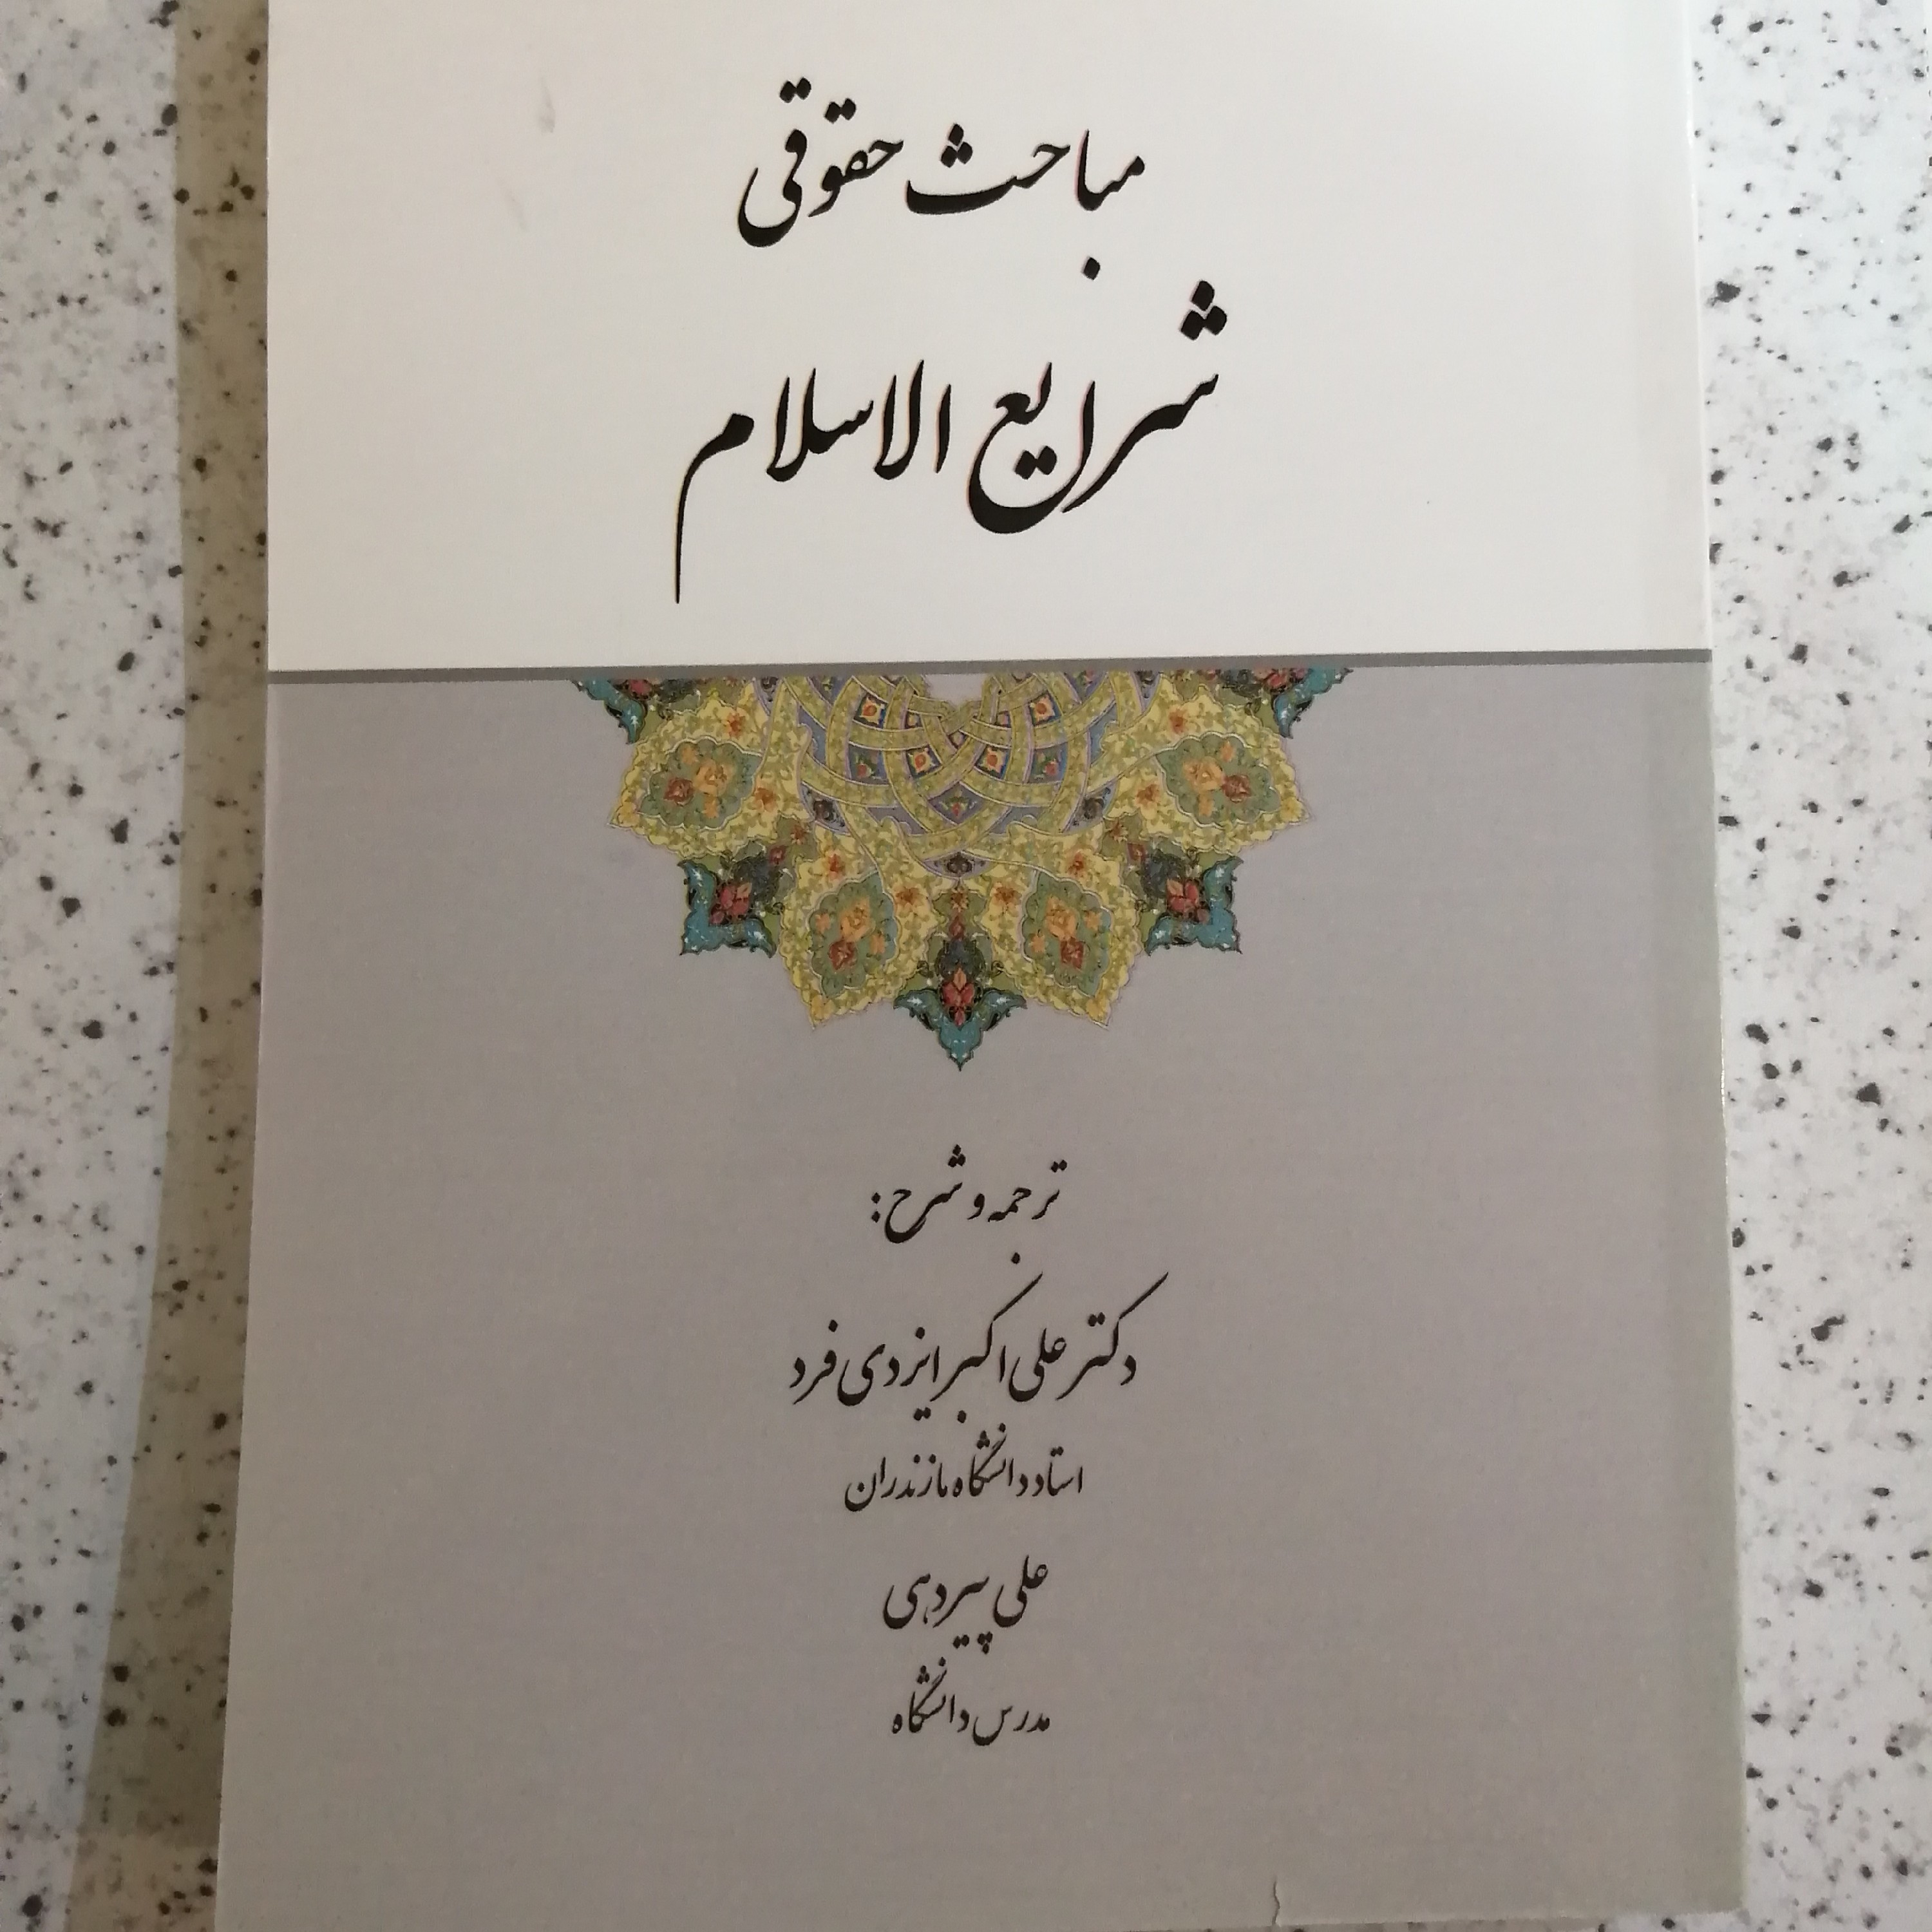 مباحث حقوقی
شرایع الاسلام
ترجمه و شرح:
دکتر علی اکبر ایزدی فرد
استاد دانشگاه مازندران
علی پیردهی
مدرس دانشگاه